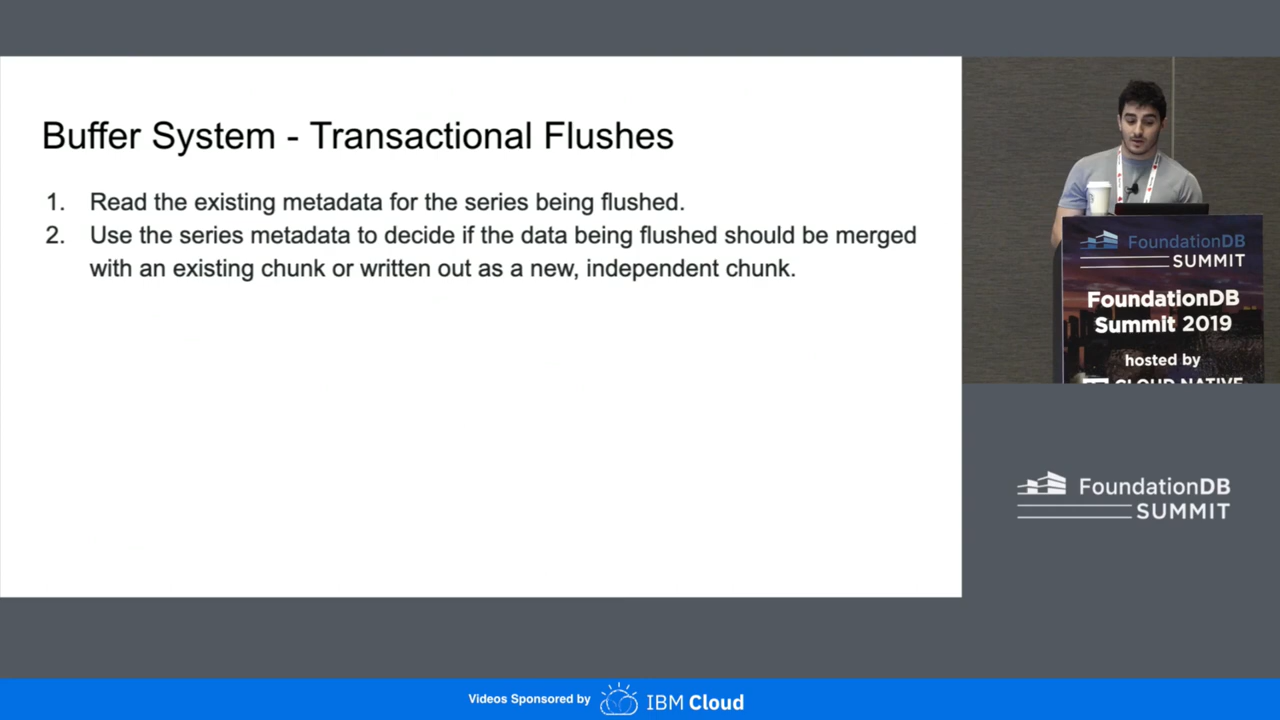 Buffer System - Transactional Flushes
1. Read the existing metadata for the series being flushed.
2. Use the series metadata to decide if the data being flushed should be merged
with an existing chunk or written out as a new, independent chunk.
FoundationDB
SUMMIT
FoundationDB
Summit 2019
hosted by
CLOUD NATIVE
FoundationDB
SUMMIT
Videos Sponsored by IBM Cloud